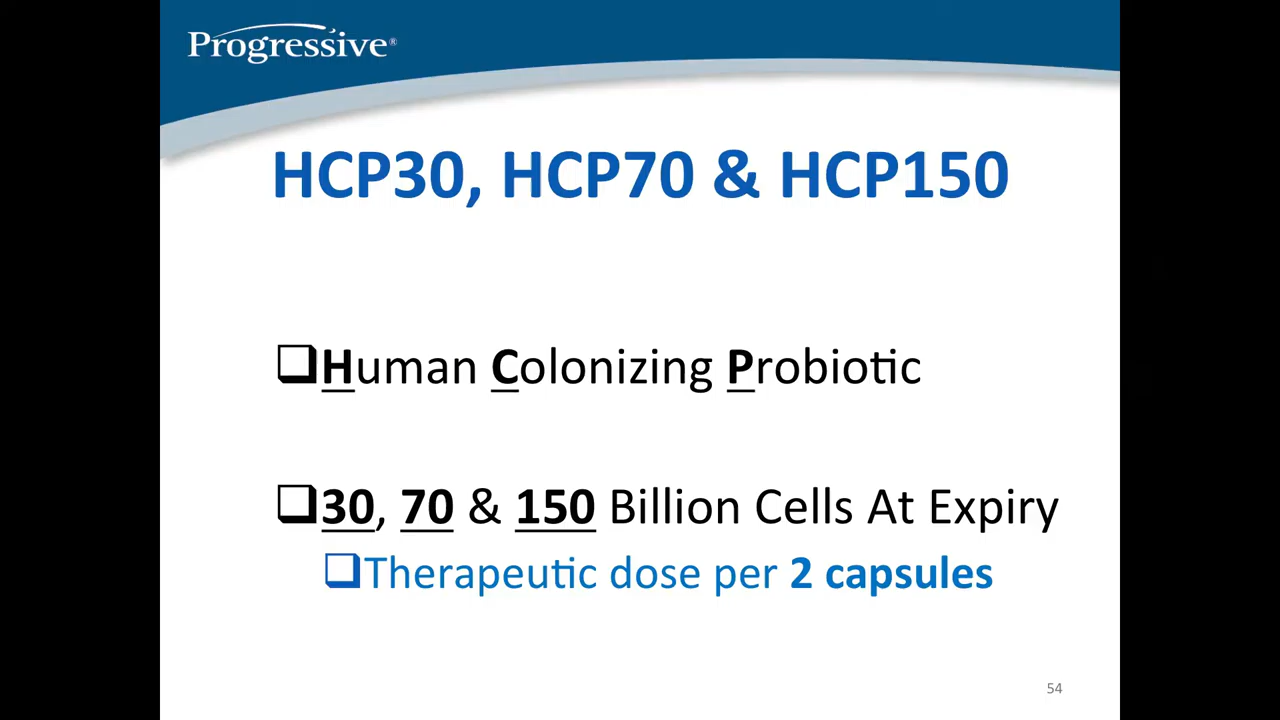 Progressive®
HCP30, HCP70 & HCP150
Human Colonizing Probiotic
30, 70 & 150 Billion Cells At Expiry
Therapeutic dose per 2 capsules
54